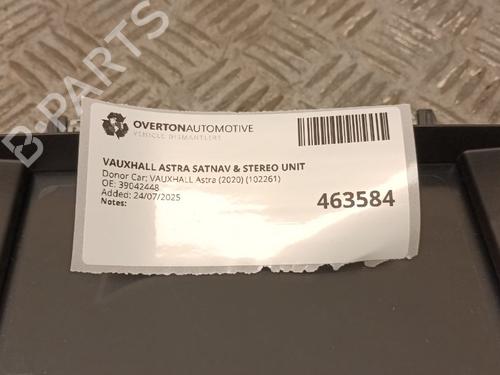 B-PARTS
OVERTONAUTOMOTIVE
VEHICLE DISMANTLERS
VAUXHALL ASTRA SATNAV & STEREO UNIT
Donor Car: VAUXHALL Astra (2020) (102261)
OE: 39042448
Added: 24/07/2025
Notes:
463584